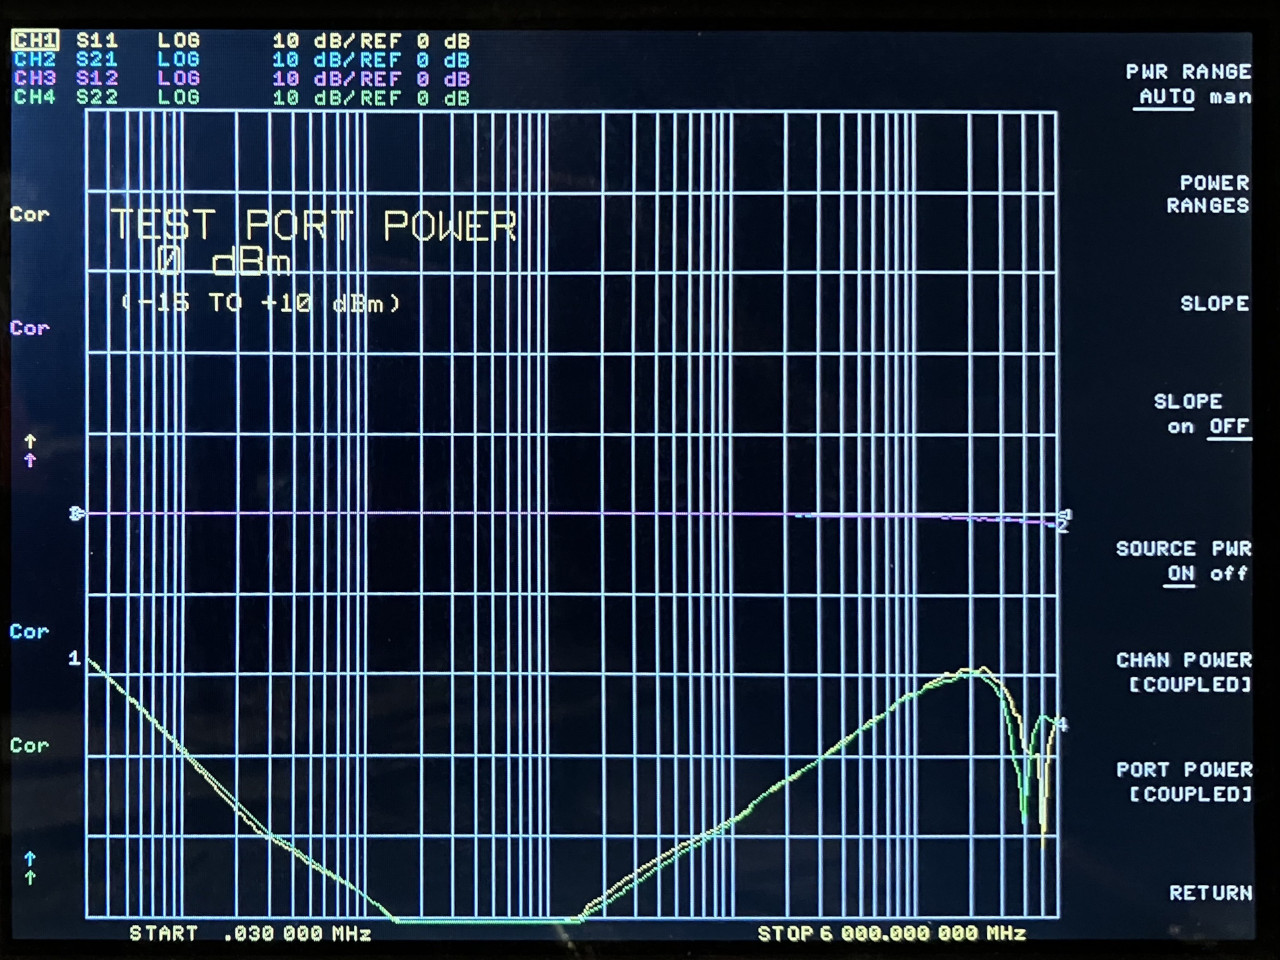 CH1 S11 LOG 10 dB/REF 0 dB
CH2 S21 LOG 10 dB/REF 0 dB
CH3 S12 LOG 10 dB/REF 0 dB
CH4 S22 LOG 10 dB/REF 0 dB
PWR RANGE
AUTO man
POWER
RANGES
Cor
TEST PORT POWER
0 dBm
(-15 TO +10 dBm)
SLOPE
Cor
SLOPE
on OFF
↑
↑
2
SOURCE PWR
ON off
Cor
1
CHAN POWER
[COUPLED]
4
Cor
PORT POWER
[COUPLED]
↑
↑
RETURN
START .030 000 MHz
STOP 6 000.000 000 MHz